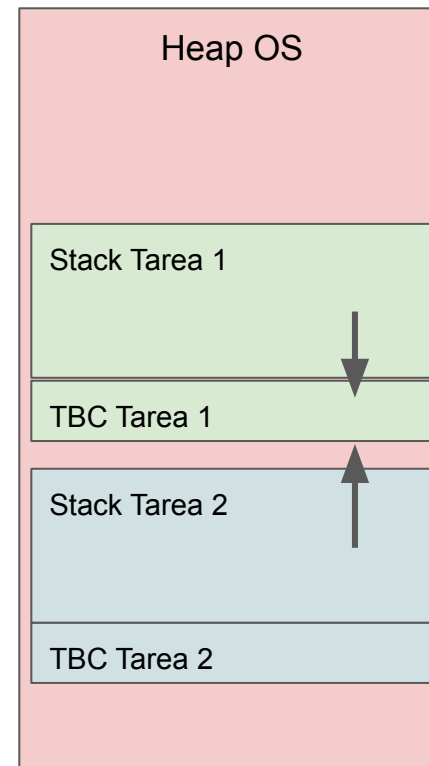 Heap OS
Stack Tarea 1
TBC Tarea 1
Stack Tarea 2
TBC Tarea 2